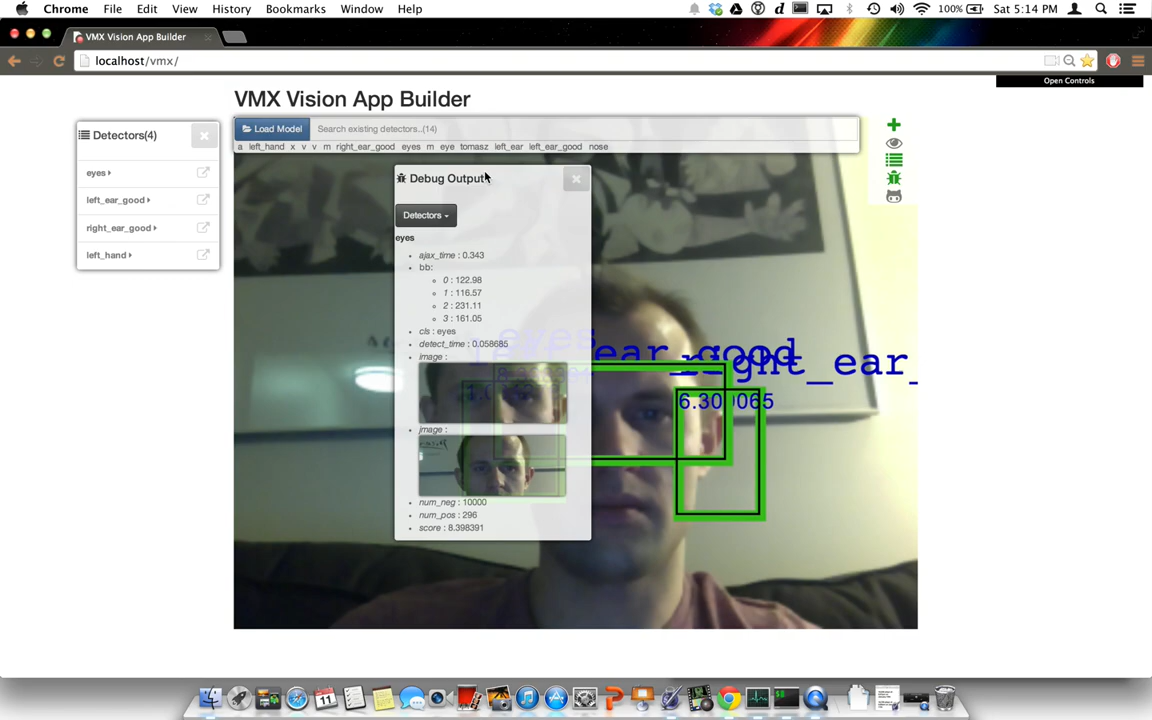 Chrome File Edit View History Bookmarks Window Help 100% Sat 5:14 PM
VMX Vision App Builder
localhost/vmx/
Open Controls
VMX Vision App Builder
Detectors(4)
Load Model Search existing detectors..(14)
a left_hand x v v m right_ear_good eyes m eye tomasz left_ear left_ear_good nose
eyes
left_ear_good
right_ear_good
left_hand
Debug Output
Detectors
eyes
ajax_time : 0.343
bb:
0 : 122.98
1 : 116.57
2 : 231.11
3 : 161.05
cls : eyes
detect_time : 0.058685
image :
image :
num_neg : 10000
num_pos : 296
score : 8.398391
eyes
ear_good
right_ear_
6.300065